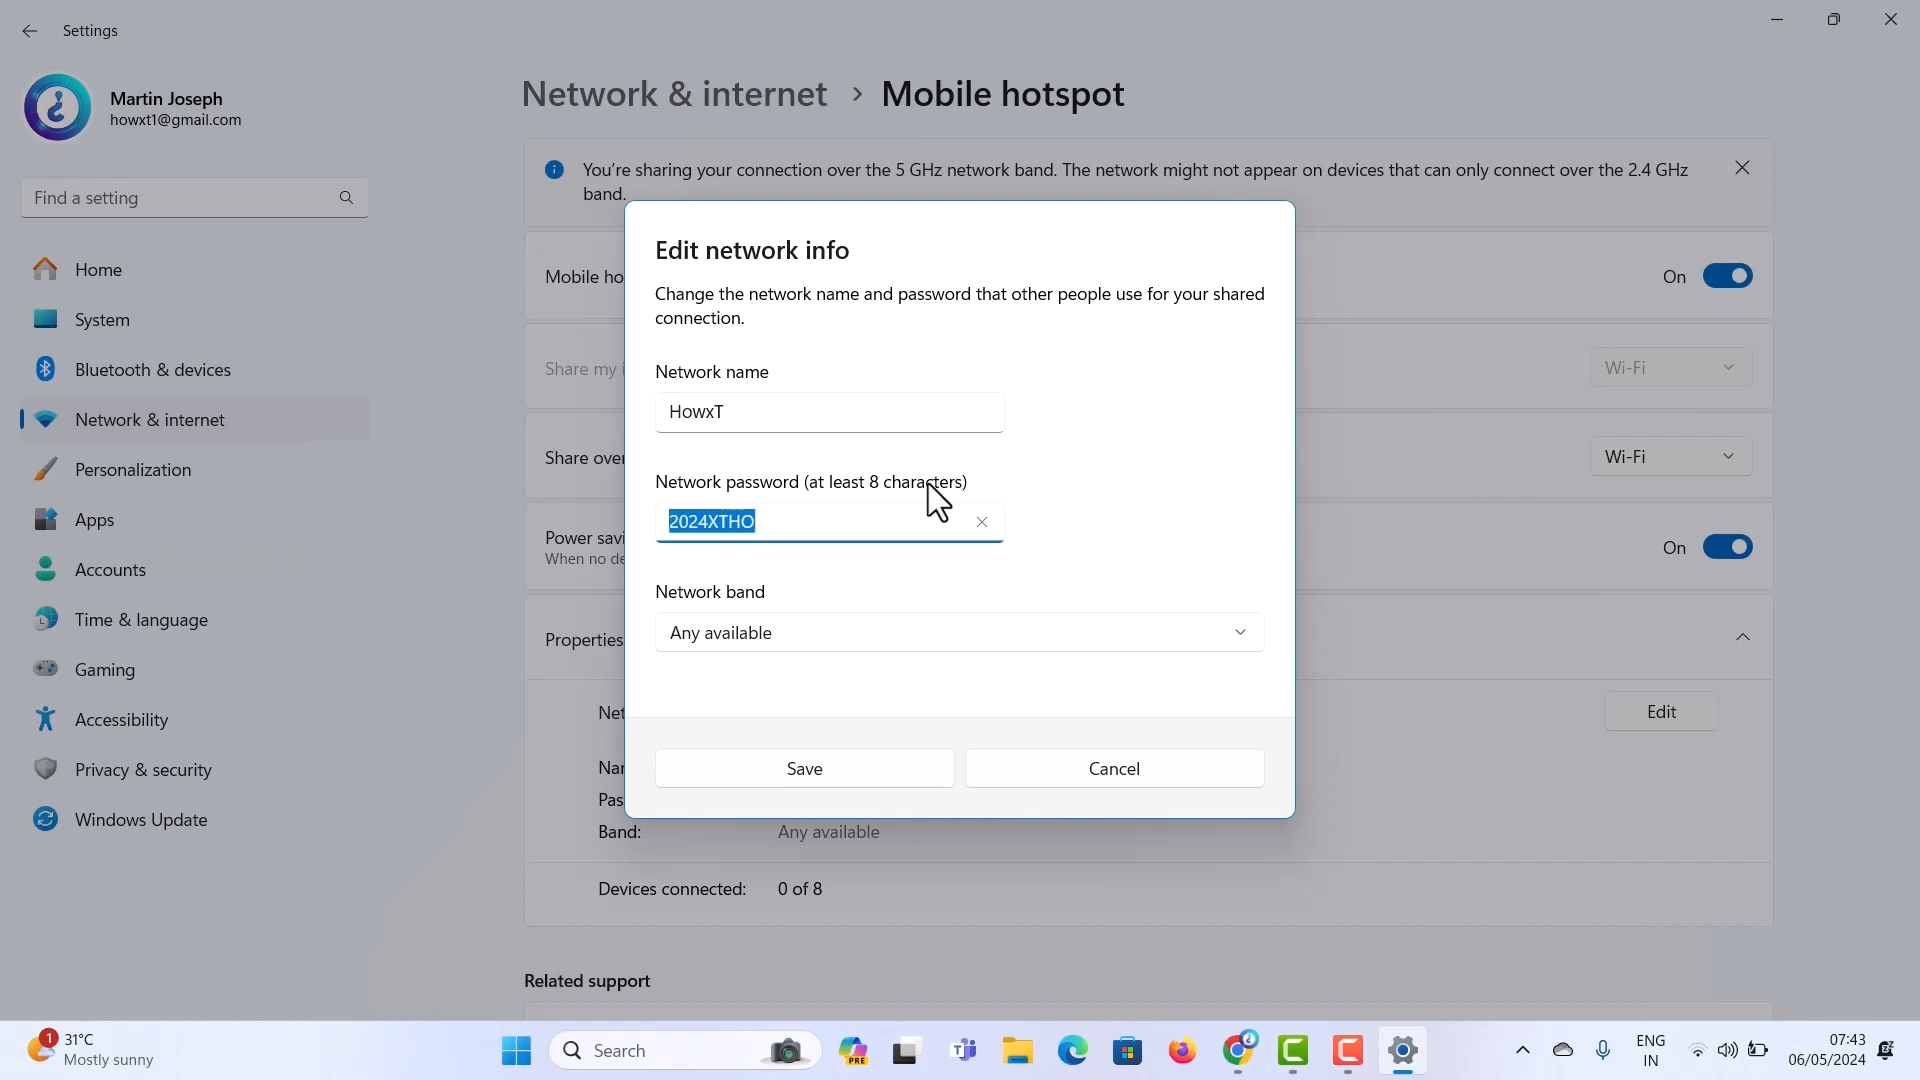 Settings
Martin Joseph
howxt1@gmail.com
Find a setting
Home
System
Bluetooth & devices
Network & internet
Personalization
Apps
Accounts
Time & language
Gaming
Accessibility
Privacy & security
Windows Update
Network & internet > Mobile hotspot
You're sharing your connection over the 5 GHz network band. The network might not appear on devices that can only connect over the 2.4 GHz
band.
Mobile ho
On
Share my i
Wi-Fi
Share over
Wi-Fi
Power savi
When no de
On
Properties
Net
Edit
Nar
Pas
Band: Any available
Devices connected: 0 of 8
Related support
Edit network info
Change the network name and password that other people use for your shared
connection.
Network name
HowxT
Network password (at least 8 characters)
2024XTHO
Network band
Any available
Save
Cancel
1
31°C
Mostly sunny
Search
PRE
ENG
IN
07:43
06/05/2024